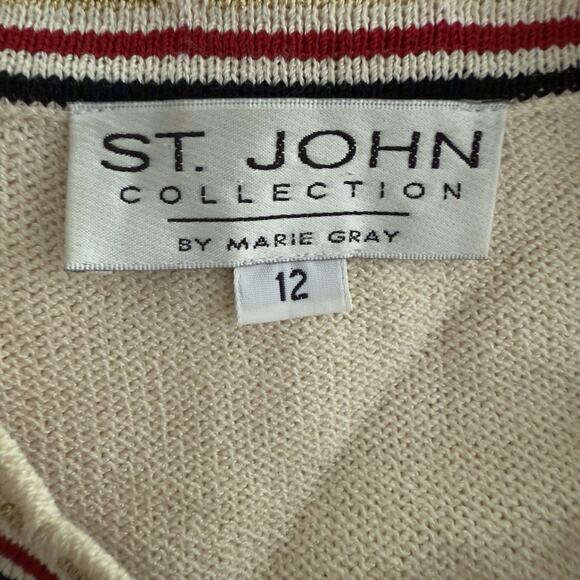 ST. JOHN
COLLECTION
BY MARIE GRAY
12